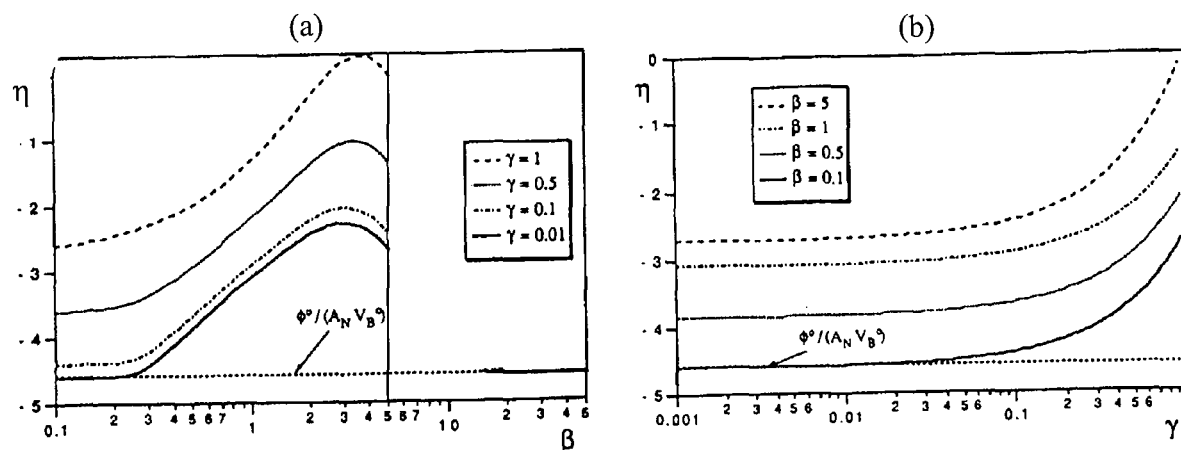 (a)
η
- 1
- 2
- 3
- 4
- 5
γ = 1
γ = 0.5
γ = 0.1
γ = 0.01
φ°/(A_N V_B°)
0.1 2 3 4 5 6 7 1 2 3 4 5 6 7 10 2 3 4 5
β
(b)
η
0
-1
-2
-3
-4
-5
β = 5
β = 1
β = 0.5
β = 0.1
φ°/(A_N V_B°)
0.001 2 3 4 5 6 0.01 2 3 4 5 6 0.1 2 3 4 5 6
γ